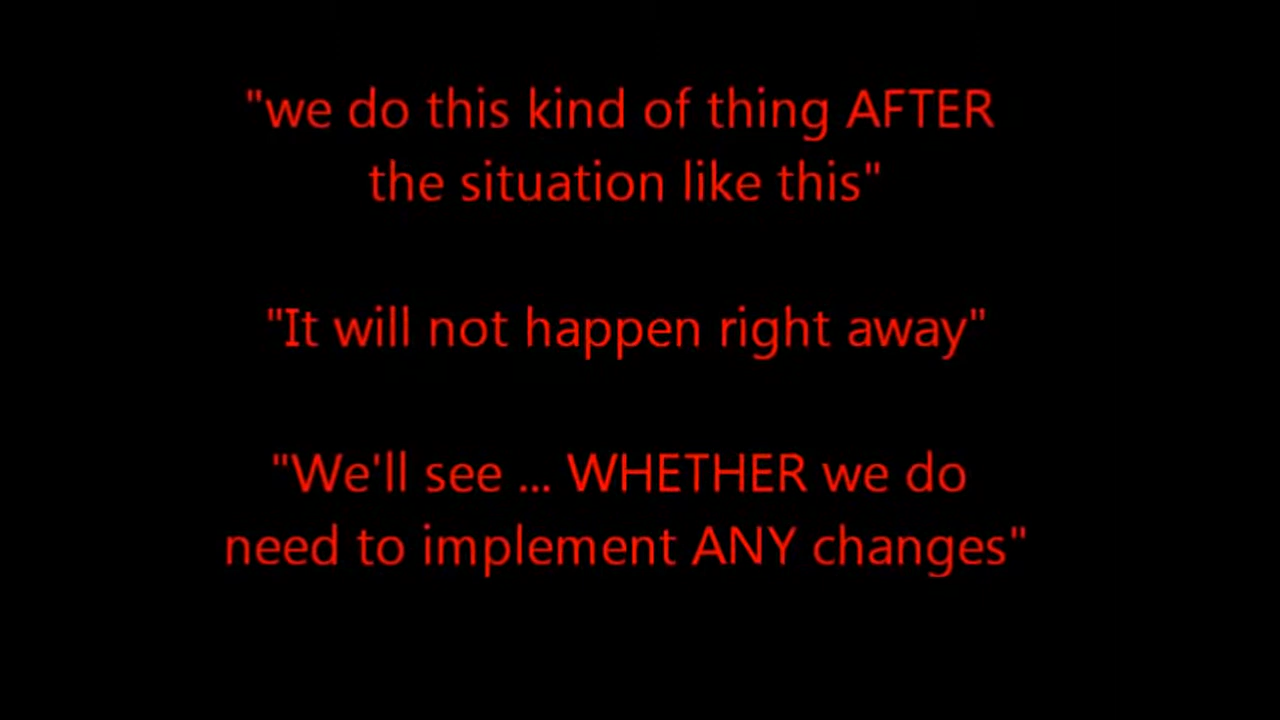 "we do this kind of thing AFTER
the situation like this"
"It will not happen right away"
"We'll see ... WHETHER we do
need to implement ANY changes"